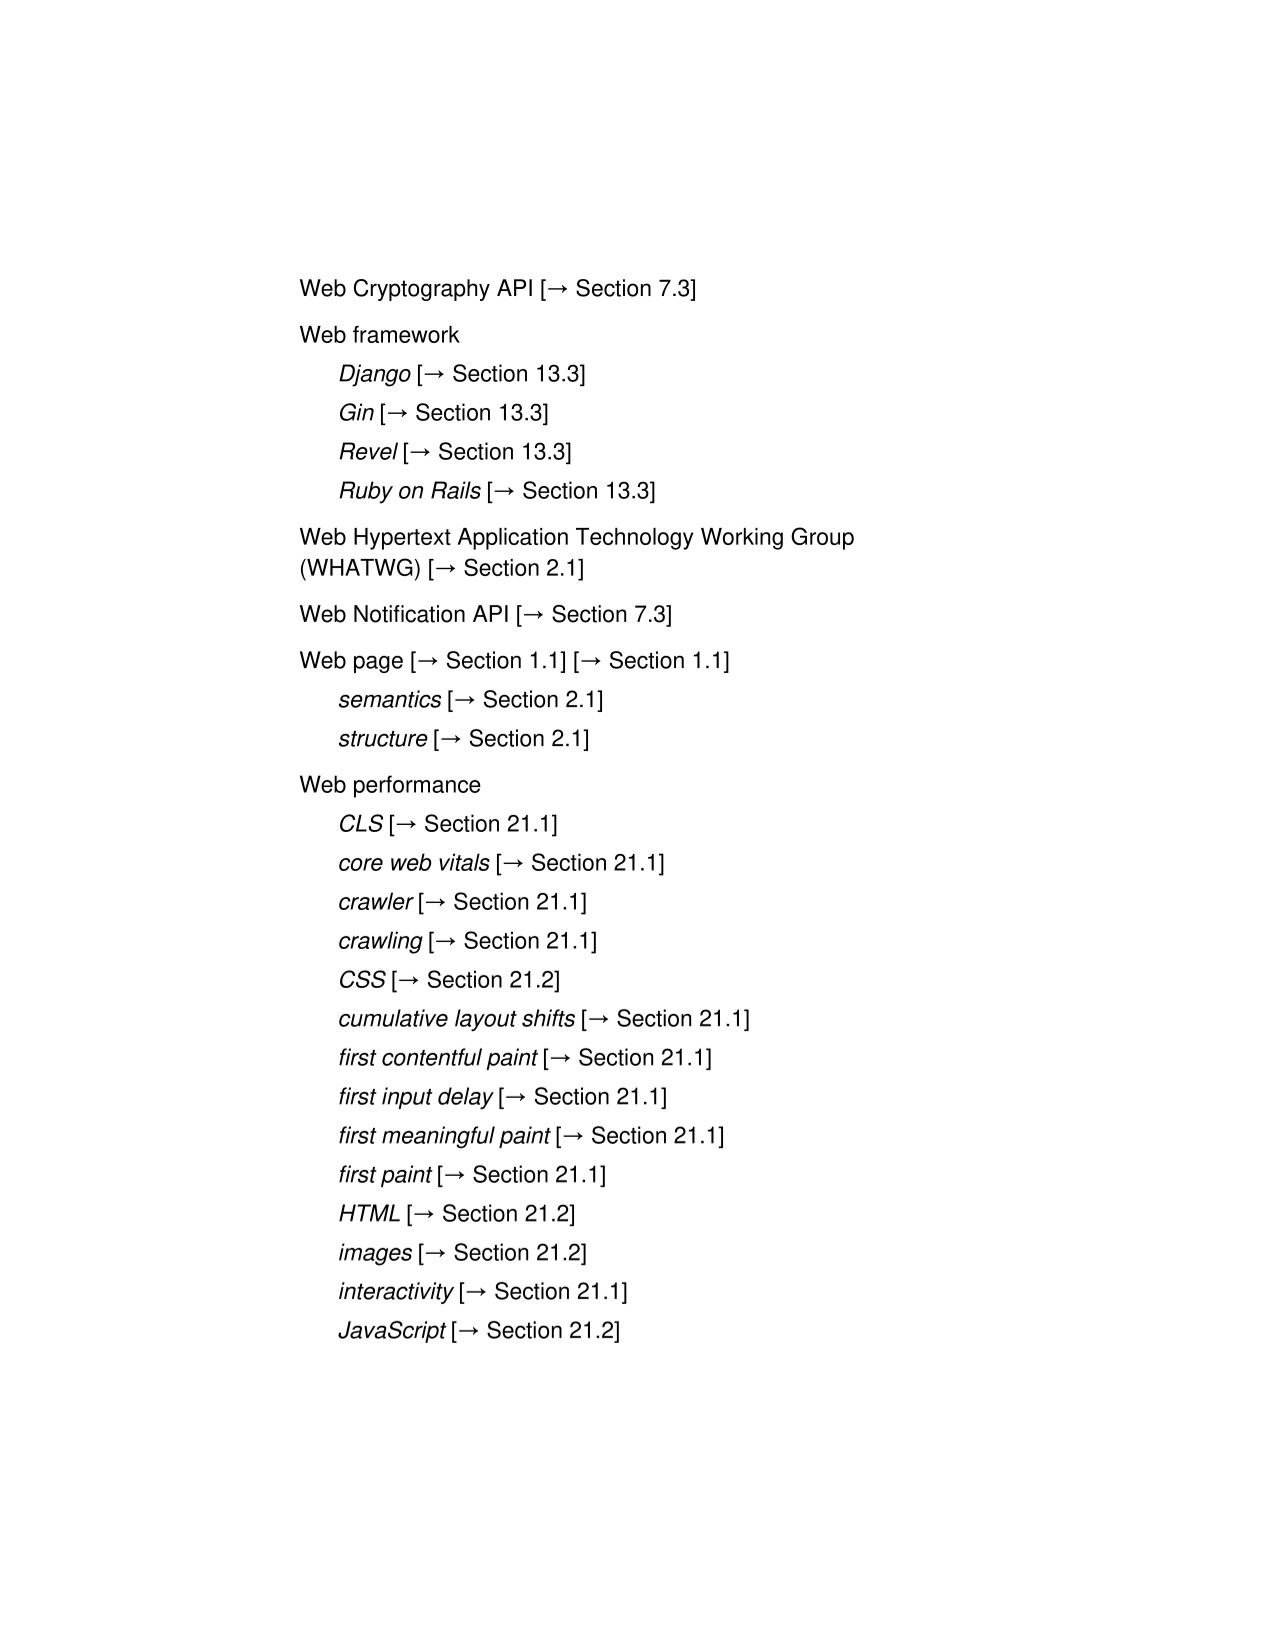 Web Cryptography API [→ Section 7.3]
Web framework
Django [→ Section 13.3]
Gin [→ Section 13.3]
Revel [→ Section 13.3]
Ruby on Rails [→ Section 13.3]
Web Hypertext Application Technology Working Group
(WHATWG) [→ Section 2.1]
Web Notification API [→ Section 7.3]
Web page [→ Section 1.1] [→ Section 1.1]
semantics [→ Section 2.1]
structure [→ Section 2.1]
Web performance
CLS [→ Section 21.1]
core web vitals [→ Section 21.1]
crawler [→ Section 21.1]
crawling [→ Section 21.1]
CSS [→ Section 21.2]
cumulative layout shifts [→ Section 21.1]
first contentful paint [→ Section 21.1]
first input delay [→ Section 21.1]
first meaningful paint [→ Section 21.1]
first paint [→ Section 21.1]
HTML [→ Section 21.2]
images [→ Section 21.2]
interactivity [→ Section 21.1]
JavaScript [→ Section 21.2]